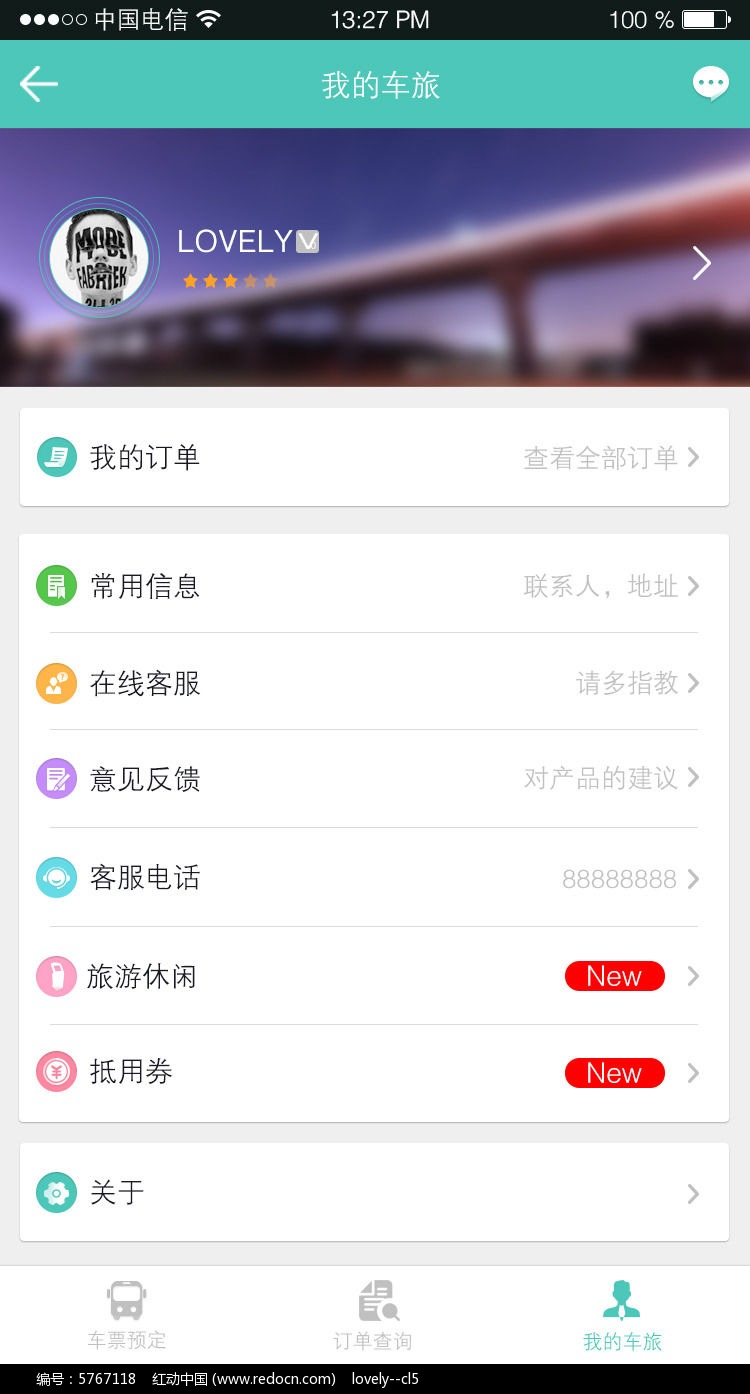 中国电信 13:27 PM 100 %
我的车旅
MODE
FABRIEK
LOVELY
我的订单 查看全部订单
常用信息 联系人，地址
在线客服 请多指教
意见反馈 对产品的建议
客服电话 88888888
旅游休闲 New
抵用券 New
关于
车票预定 订单查询 我的车旅
编号：5767118 红动中国 (www.redocn.com) lovely--cl5